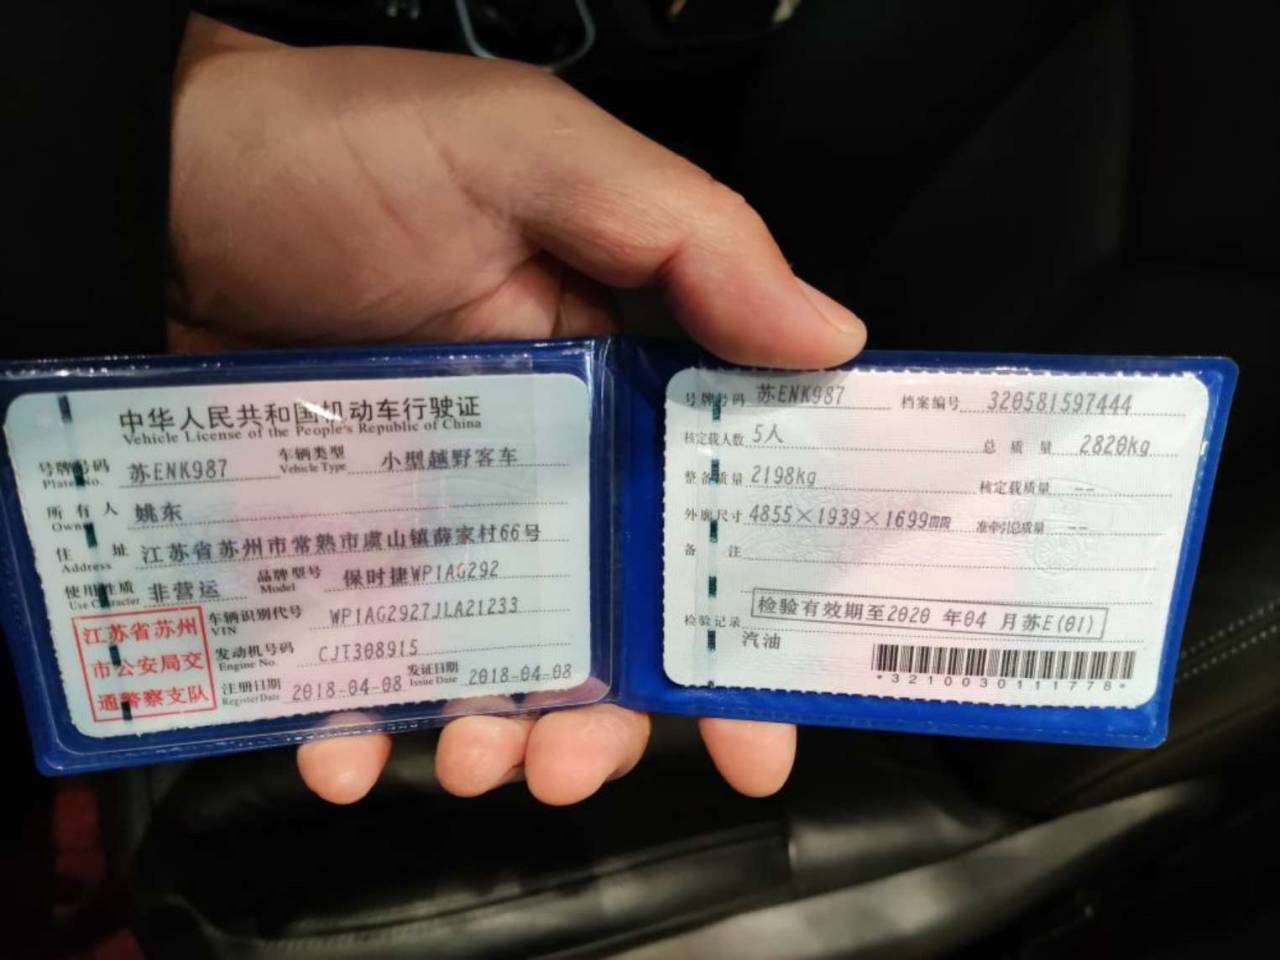 中华人民共和国机动车行驶证
Vehicle License of the People's Republic of China
号牌号码 苏ENK987 车辆类型 小型越野客车
Plate No. Vehicle Type
所有人 姚东
Owner
住址 江苏省苏州市常熟市虞山镇薛家村66号
Address
使用性质 非营运 品牌型号 保时捷WP1AG292
Use Character Model
江苏省苏州
市公安局交
通警察支队
车辆识别代号 WP1AG2927JLA21233
VIN
发动机号码 CJT308915
Engine No.
注册日期 2018-04-08 发证日期 2018-04-08
Register Date Issue Date
号牌号码 苏ENK987 档案编号 320581597444
核定载人数 5人 总质量 2820kg
整备质量 2198kg 核定载质量 --
外廓尺寸 4855×1939×1699mm 准牵引总质量 --
备注
检验记录 检验有效期至2020年04月苏E(01)
汽油
*3210030111778*